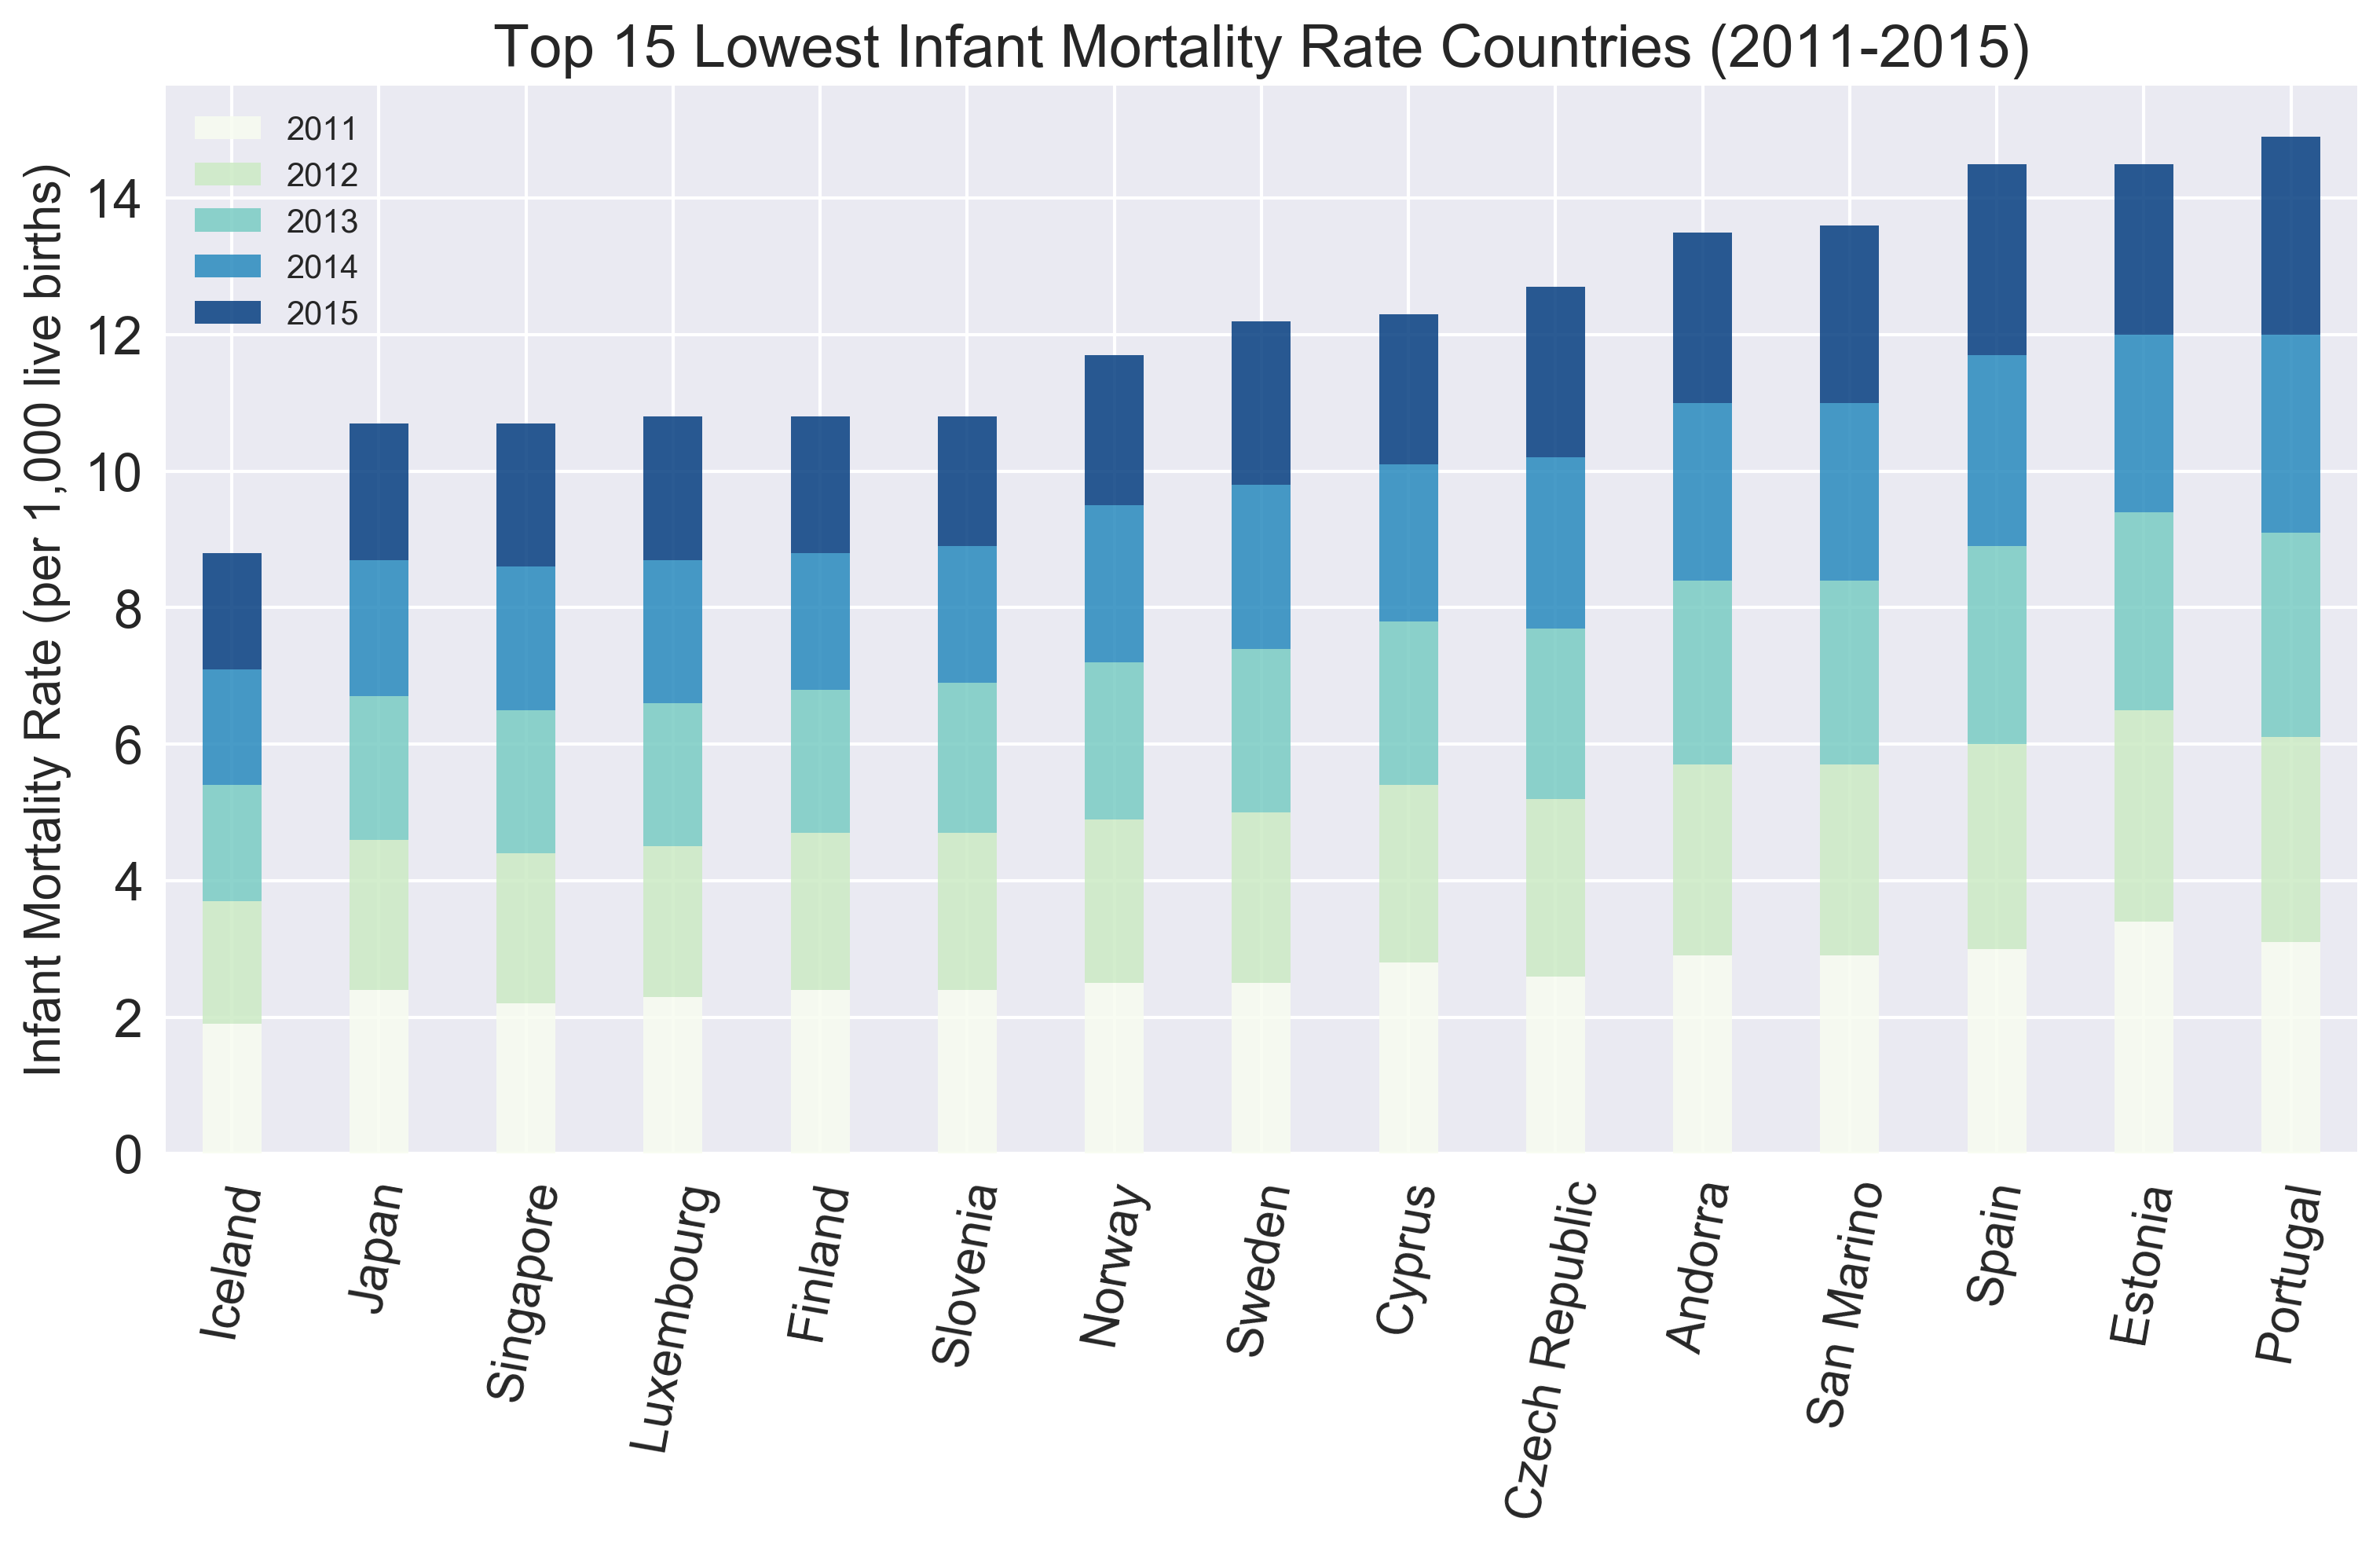 Top 15 Lowest Infant Mortality Rate Countries (2011-2015)
Infant Mortality Rate (per 1,000 live births)
2011
2012
2013
2014
2015
14
12
10
8
6
4
2
0
Iceland
Japan
Singapore
Luxembourg
Finland
Slovenia
Norway
Sweden
Cyprus
Czech Republic
Andorra
San Marino
Spain
Estonia
Portugal